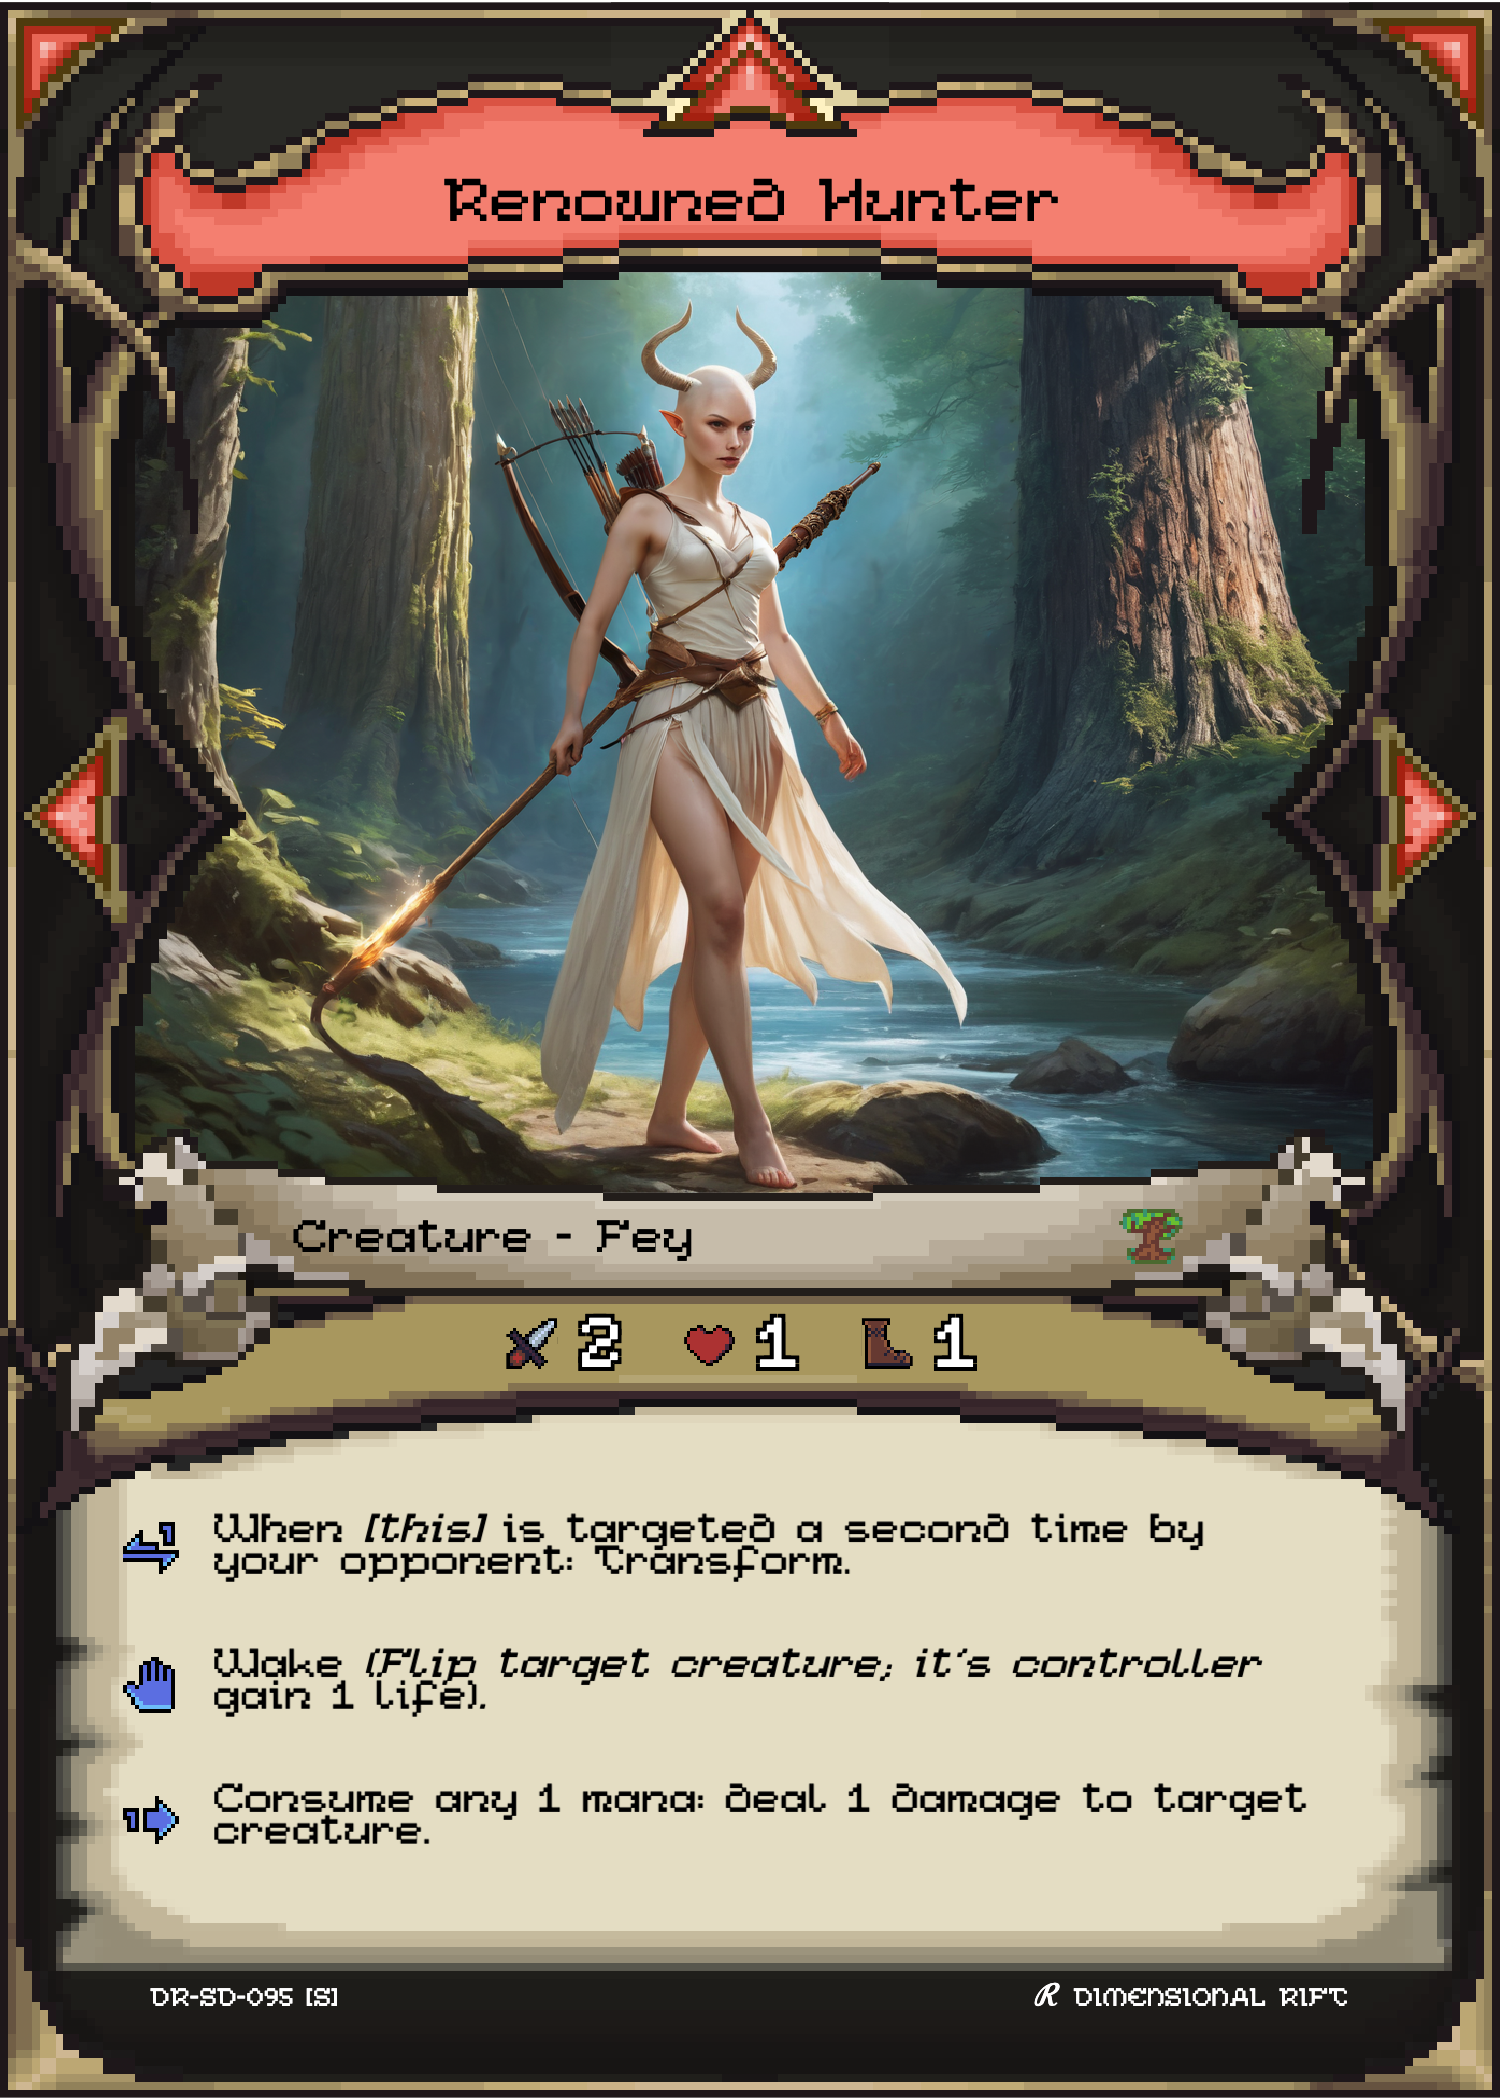 Renowned Hunter
Creature - Fey
2 1 1
When [this] is targeted a second time by
your opponent: Transform.
Wake (Flip target creature; it's controller
gain 1 life).
1
Consume any 1 mana: deal 1 damage to target
creature.
DR-SD-095 [S]
R DIMENSIONAL RIFT